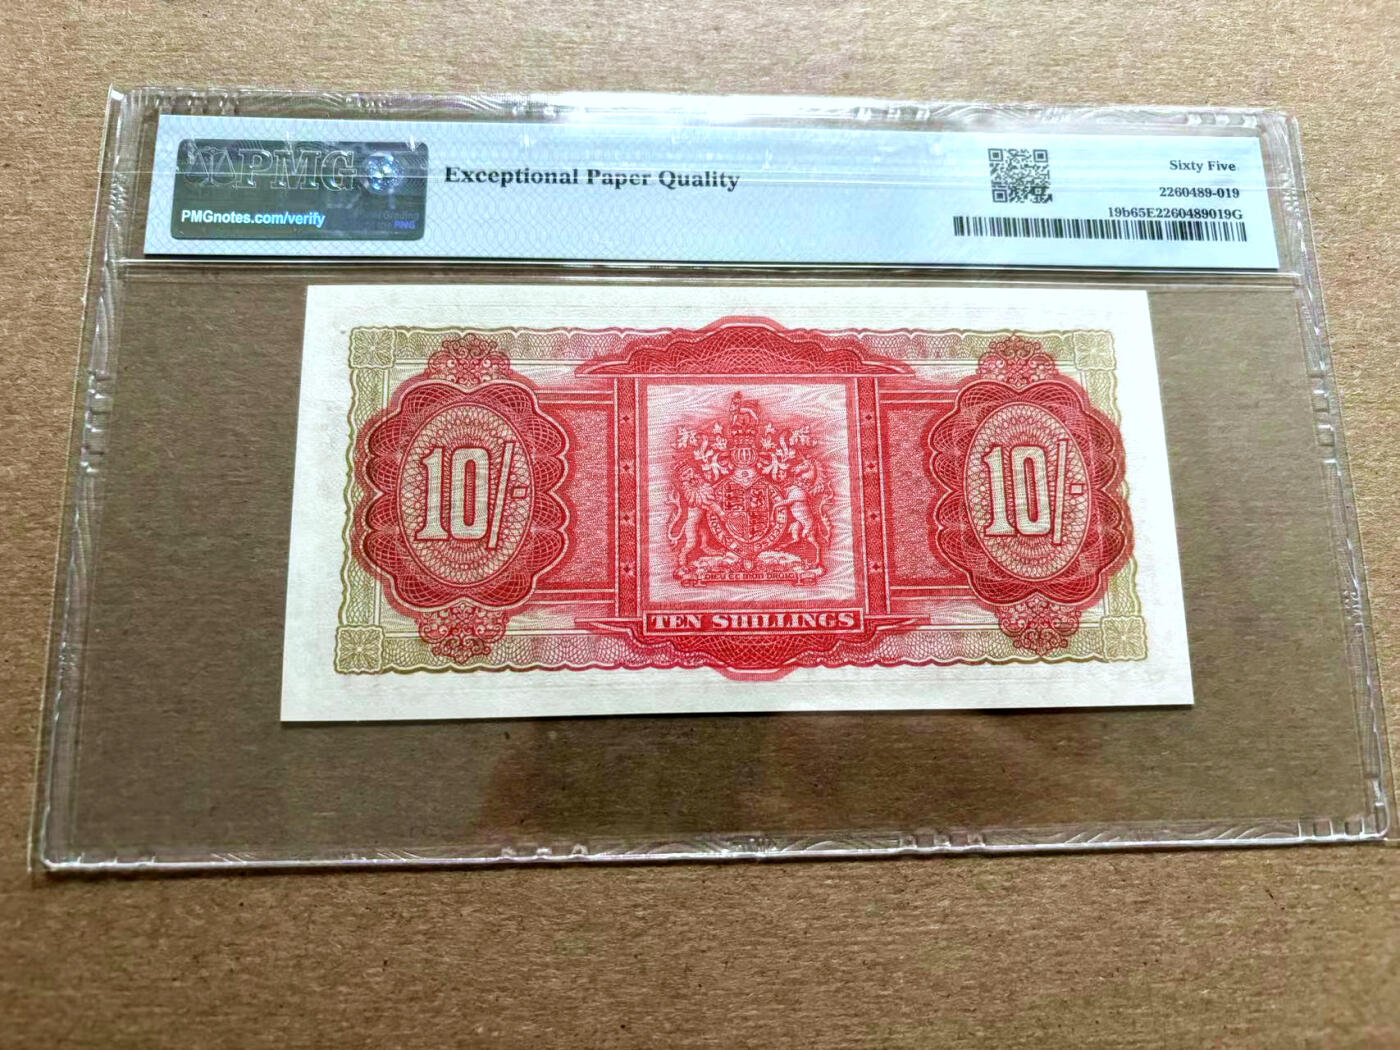 PMG
PMGnotes.com/verify
Exceptional Paper Quality
Sixty Five
2260489-019
19b65E2260489019G
10/
10/
DIEU ET MON DROIT
TEN SHILLINGS